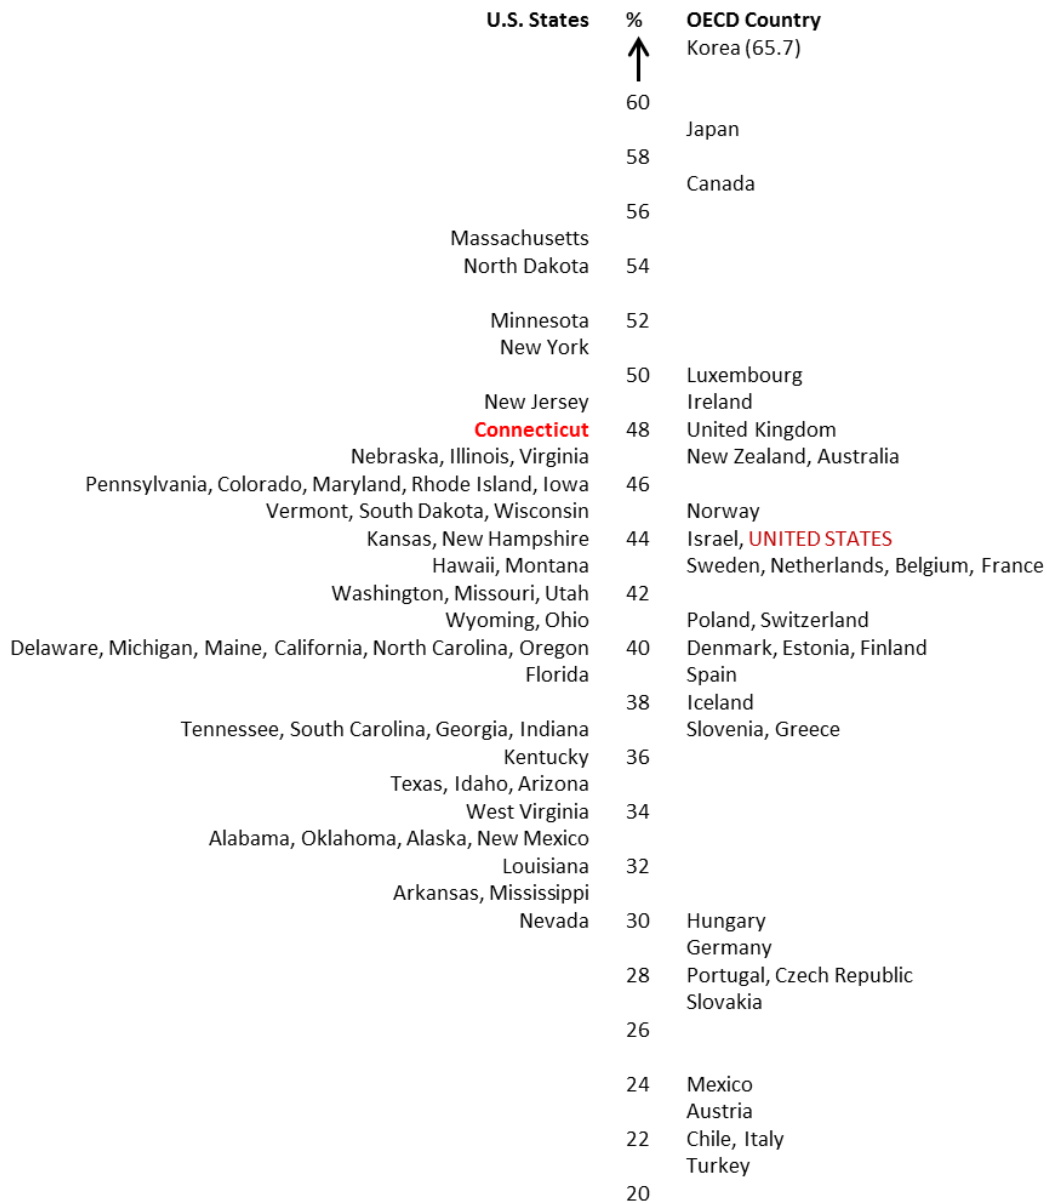 U.S. States % OECD Country
Korea (65.7)
60
Japan
58
Canada
56
Massachusetts
North Dakota 54
Minnesota 52
New York
50 Luxembourg
New Jersey Ireland
Connecticut 48 United Kingdom
Nebraska, Illinois, Virginia New Zealand, Australia
Pennsylvania, Colorado, Maryland, Rhode Island, Iowa 46
Vermont, South Dakota, Wisconsin Norway
Kansas, New Hampshire 44 Israel, UNITED STATES
Hawaii, Montana Sweden, Netherlands, Belgium, France
Washington, Missouri, Utah 42
Wyoming, Ohio Poland, Switzerland
Delaware, Michigan, Maine, California, North Carolina, Oregon 40 Denmark, Estonia, Finland
Florida Spain
38 Iceland
Tennessee, South Carolina, Georgia, Indiana Slovenia, Greece
Kentucky 36
Texas, Idaho, Arizona
West Virginia 34
Alabama, Oklahoma, Alaska, New Mexico
Louisiana 32
Arkansas, Mississippi
Nevada 30 Hungary
Germany
28 Portugal, Czech Republic
Slovakia
26
24 Mexico
Austria
22 Chile, Italy
Turkey
20